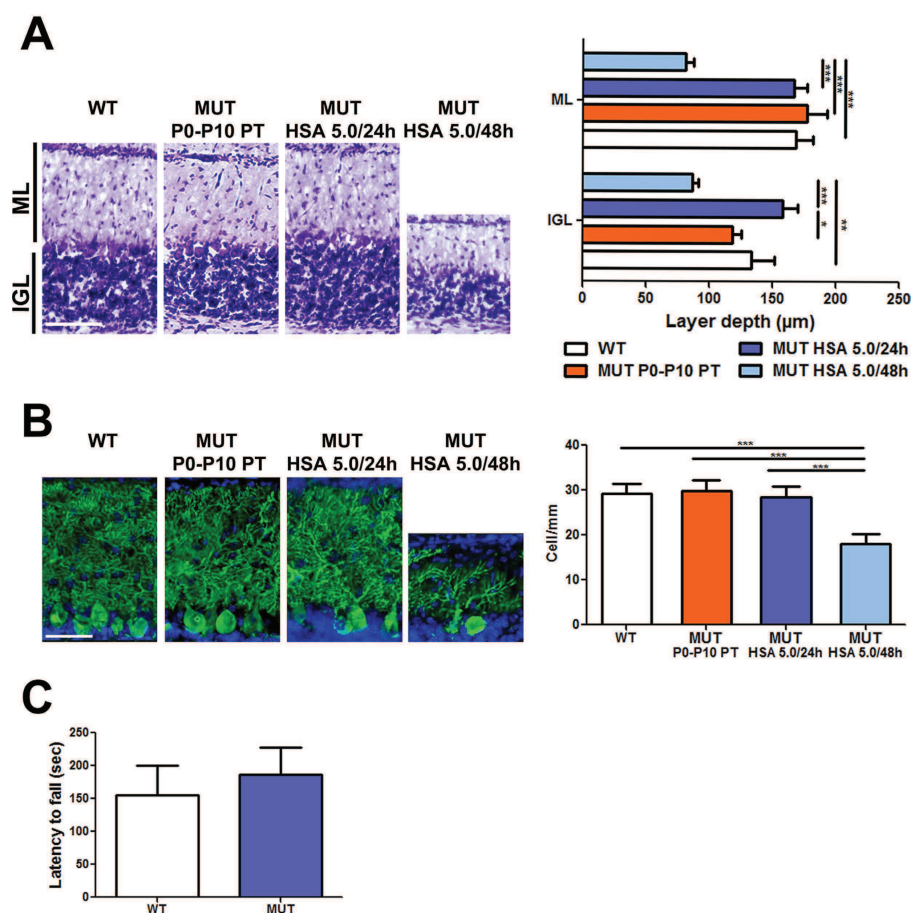 A
WT
MUT
P0-P10 PT
MUT
HSA 5.0/24h
MUT
HSA 5.0/48h
ML
IGL
ML
IGL
***
***
***
***
*
**
0
50
100
150
200
250
Layer depth (µm)
WT
MUT HSA 5.0/24h
MUT P0-P10 PT
MUT HSA 5.0/48h
B
WT
MUT
P0-P10 PT
MUT
HSA 5.0/24h
MUT
HSA 5.0/48h
Cell/mm
40
30
20
10
0
***
***
***
WT
MUT
P0-P10 PT
MUT
HSA 5.0/24h
MUT
HSA 5.0/48h
C
Latency to fall (sec)
250
200
150
100
50
0
WT
MUT